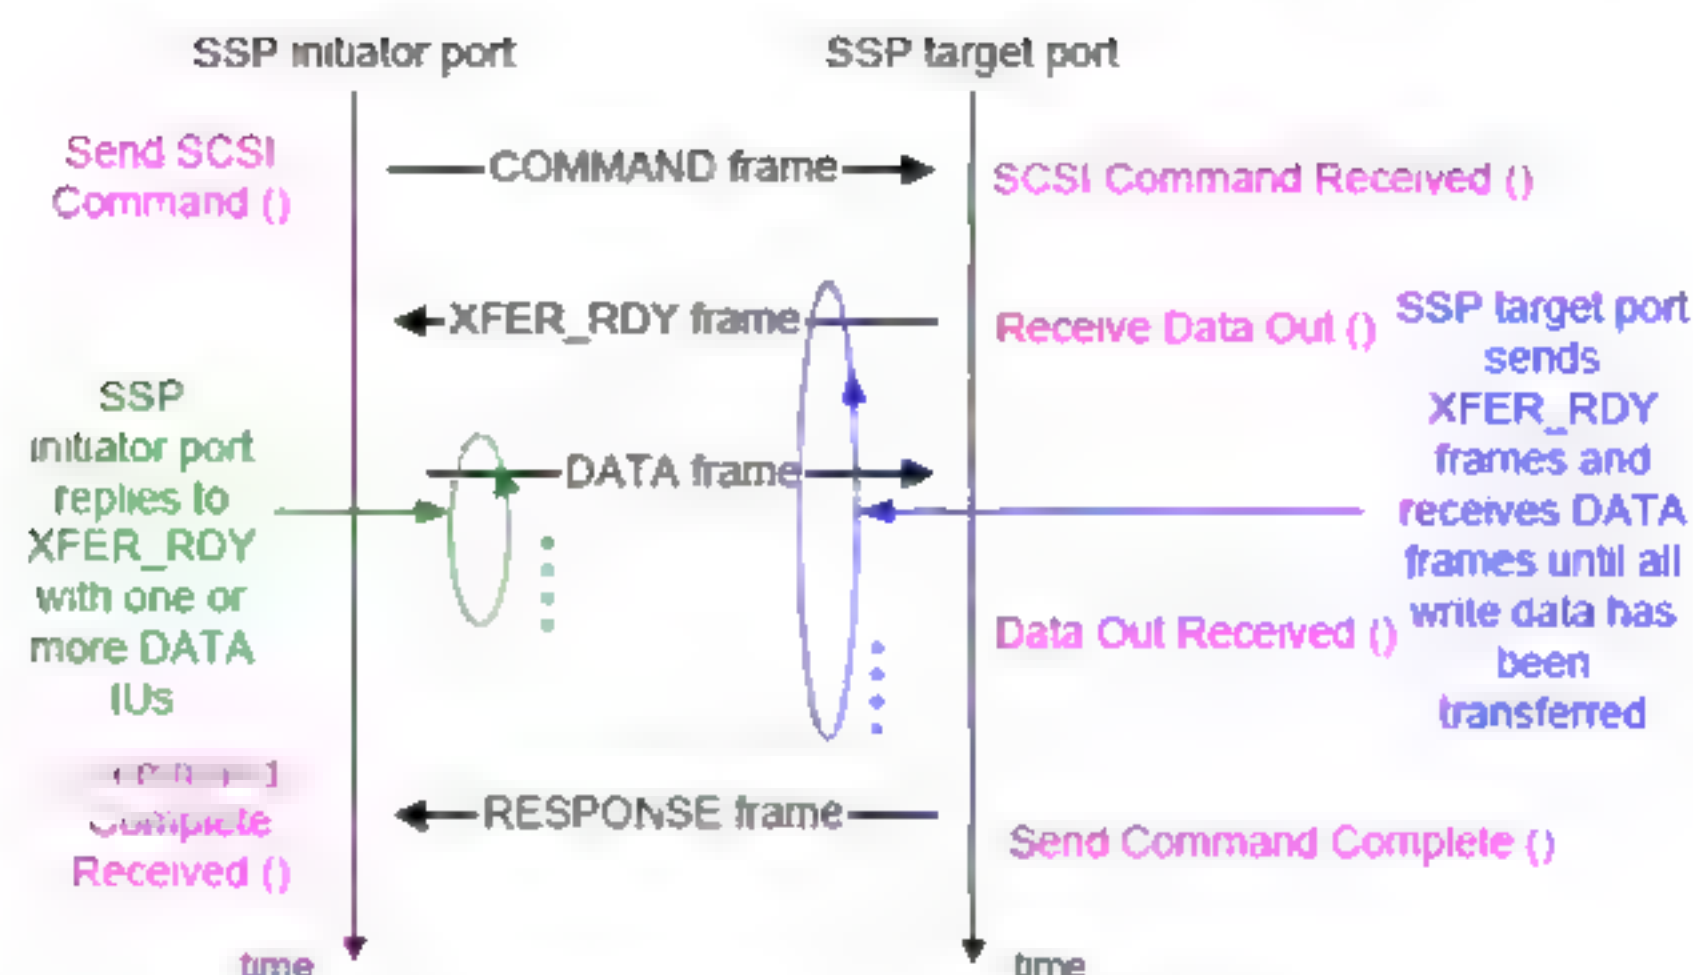 SSP initiator port
SSP target port
Send SCSI
Command ()
COMMAND frame
SCSI Command Received ()
XFER_RDY frame
Receive Data Out ()
SSP target port
sends
XFER_RDY
frames and
receives DATA
frames until all
write data has
been
transferred
SSP
initiator port
replies to
XFER_RDY
with one or
more DATA
IUs
DATA frame
Data Out Received ()
Complete
Received ()
RESPONSE frame
Send Command Complete ()
time
time